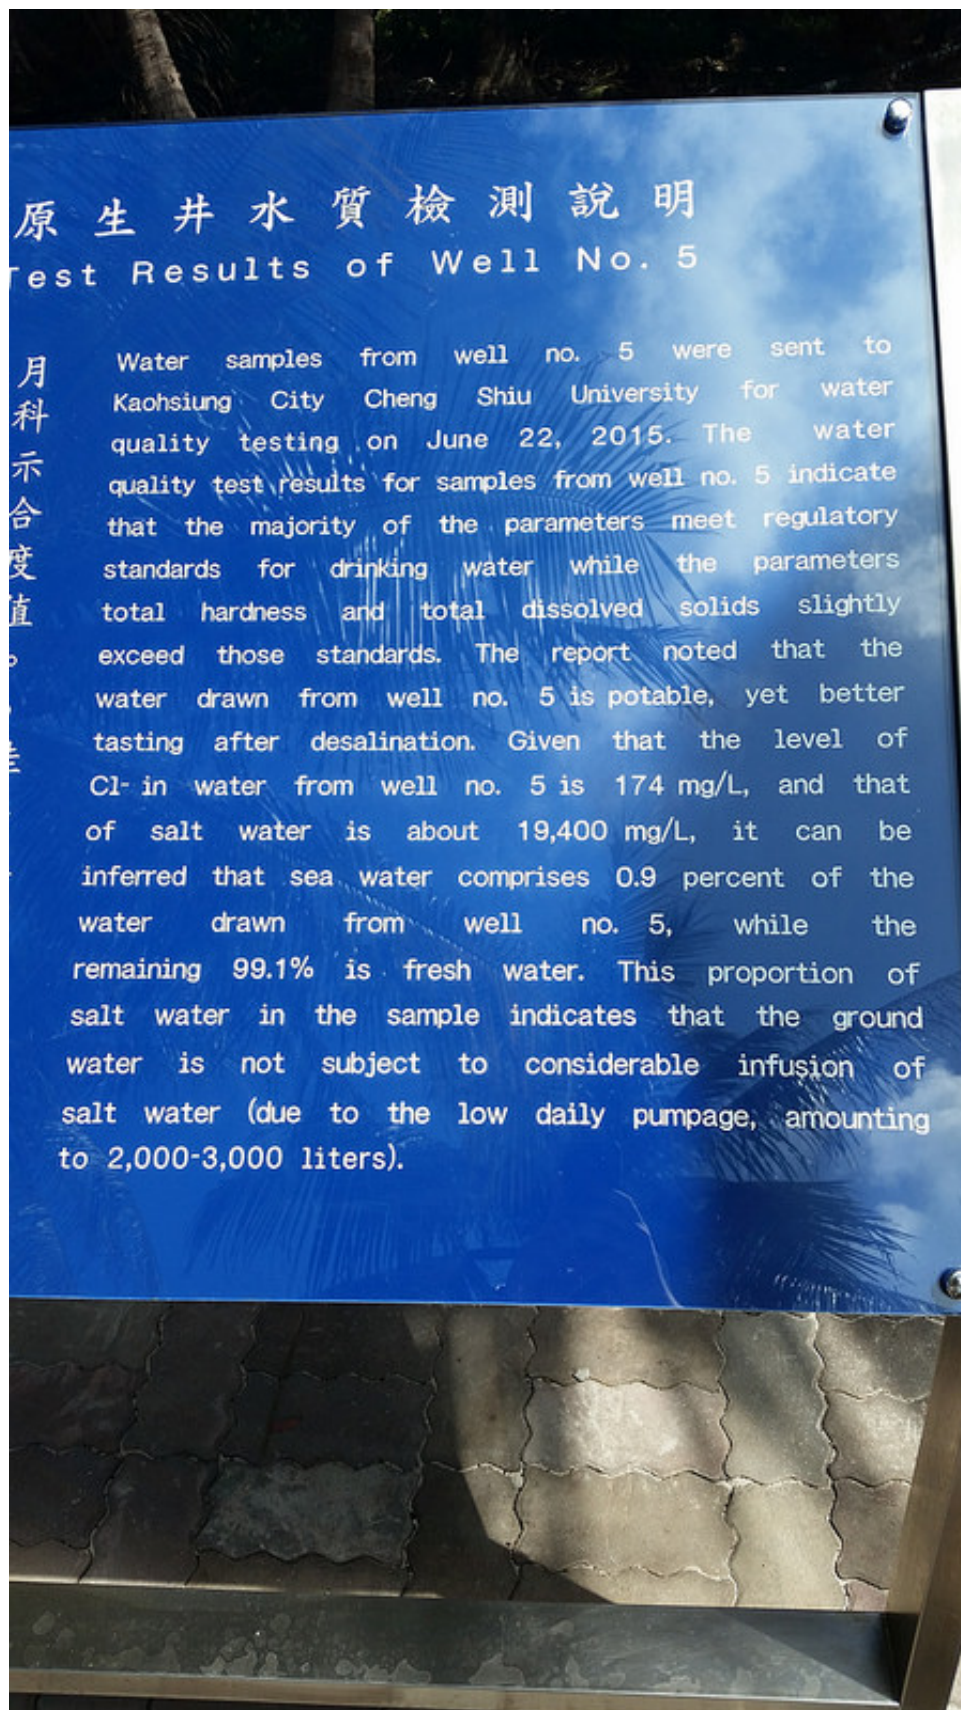 原生井水質檢測說明
Test Results of Well No. 5
月
科
示
合
度
值
。
Water samples from well no. 5 were sent to
Kaohsiung City Cheng Shiu University for water
quality testing on June 22, 2015. The water
quality test results for samples from well no. 5 indicate
that the majority of the parameters meet regulatory
standards for drinking water while the parameters
total hardness and total dissolved solids slightly
exceed those standards. The report noted that the
water drawn from well no. 5 is potable, yet better
tasting after desalination. Given that the level of
Cl- in water from well no. 5 is 174 mg/L, and that
of salt water is about 19,400 mg/L, it can be
inferred that sea water comprises 0.9 percent of the
water drawn from well no. 5, while the
remaining 99.1% is fresh water. This proportion of
salt water in the sample indicates that the ground
water is not subject to considerable infusion of
salt water (due to the low daily pumpage, amounting
to 2,000-3,000 liters).